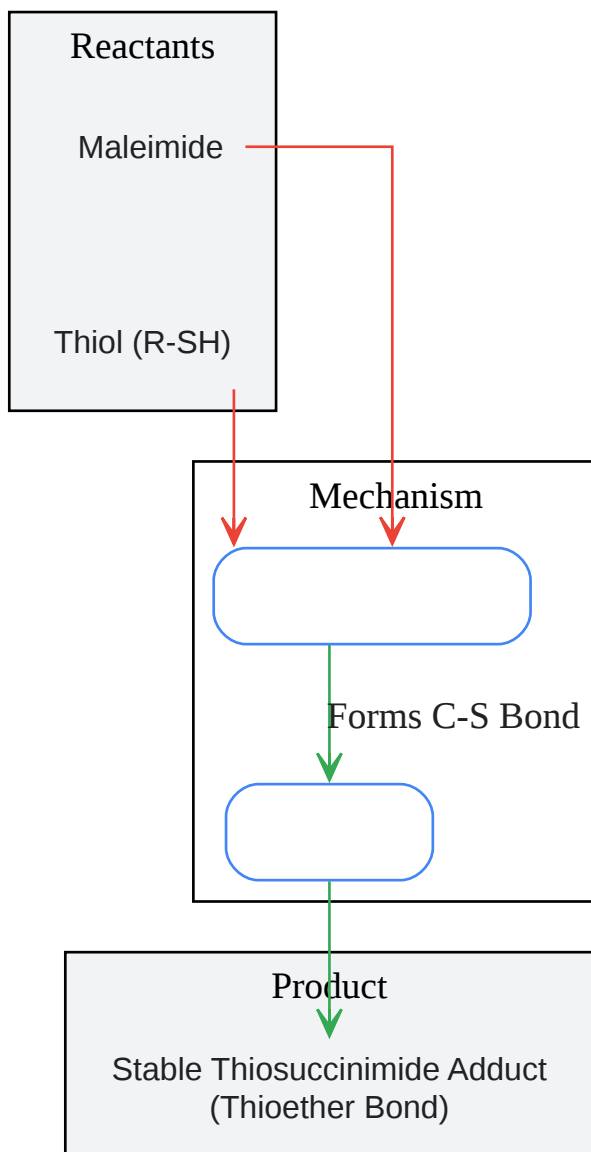 Reactants
Maleimide
Thiol (R-SH)
Mechanism
Forms C-S Bond
Product
Stable Thiosuccinimide Adduct
(Thioether Bond)